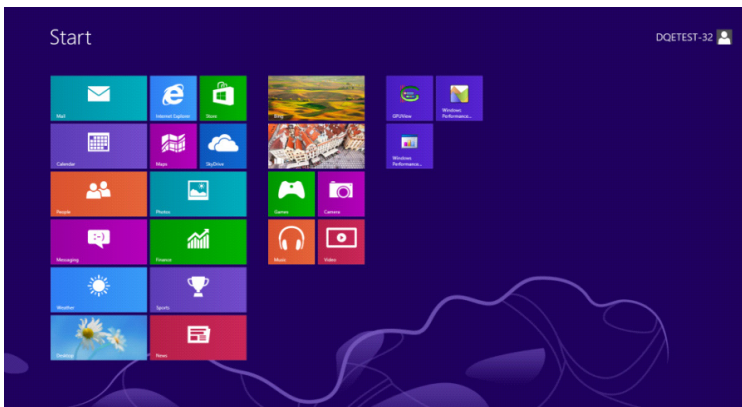 Start
DQETEST-32
Mail
Internet Explorer
Store
Bing
GPUView
Windows
Performance...
Calendar
Maps
SkyDrive
Windows
Performance...
People
Photos
Games
Camera
Messaging
Finance
Music
Video
Weather
Sports
Desktop
News